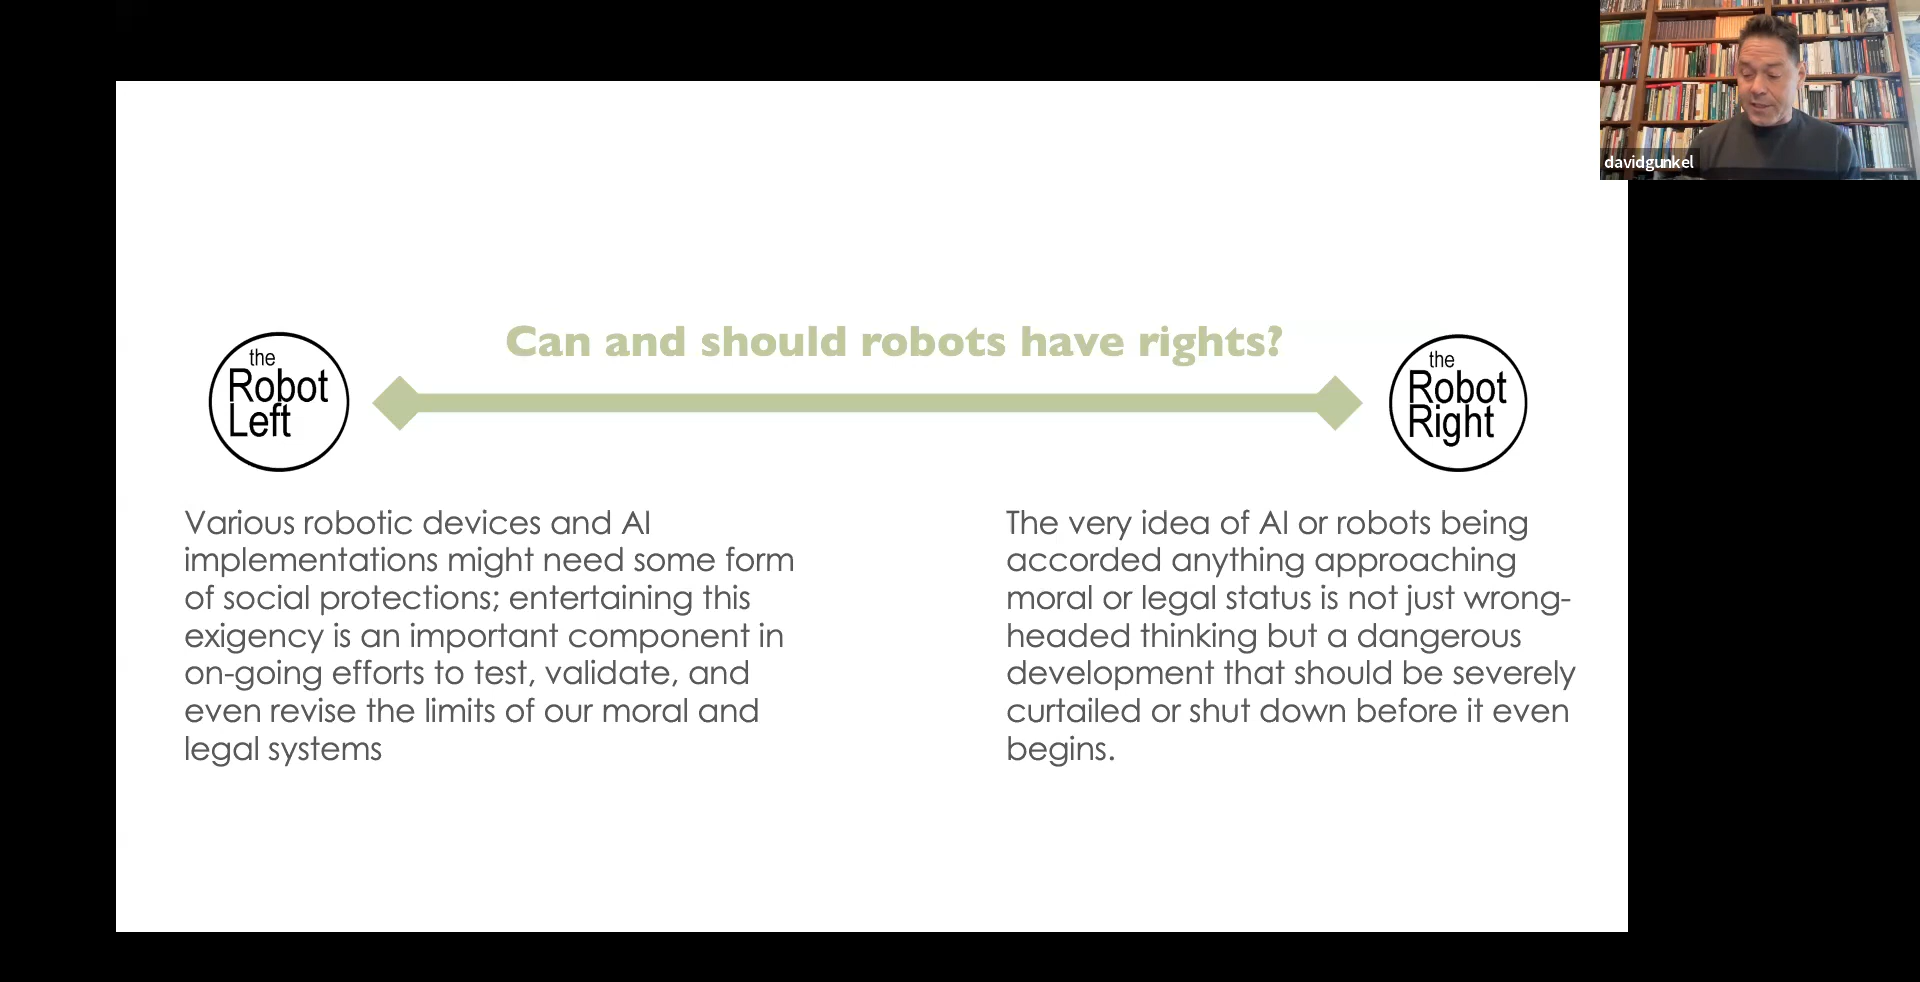 davidgunkel
Can and should robots have rights?
the
Robot
Left
the
Robot
Right
Various robotic devices and AI
implementations might need some form
of social protections; entertaining this
exigency is an important component in
on-going efforts to test, validate, and
even revise the limits of our moral and
legal systems
The very idea of AI or robots being
accorded anything approaching
moral or legal status is not just wrong-
headed thinking but a dangerous
development that should be severely
curtailed or shut down before it even
begins.